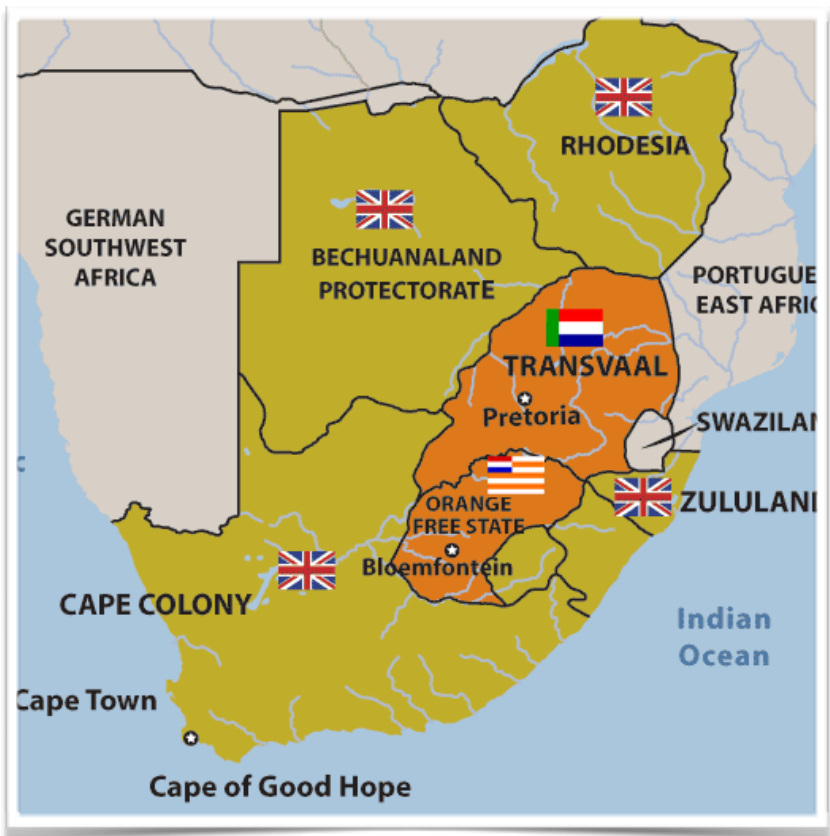 RHODESIA
GERMAN
SOUTHWEST
AFRICA
BECHUANALAND
PROTECTORATE
PORTUGUE
EAST AFRIC
TRANSVAAL
Pretoria
SWAZILAN
ZULULAND
ORANGE
FREE STATE
Bloemfontein
CAPE COLONY
Indian
Ocean
Cape Town
Cape of Good Hope